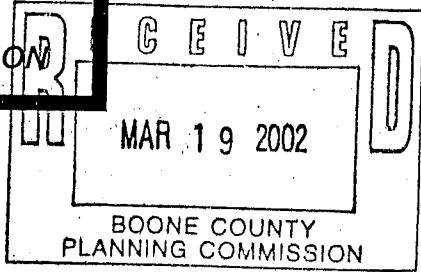 ON
RECEIVED
MAR 19 2002
BOONE COUNTY
PLANNING COMMISSION